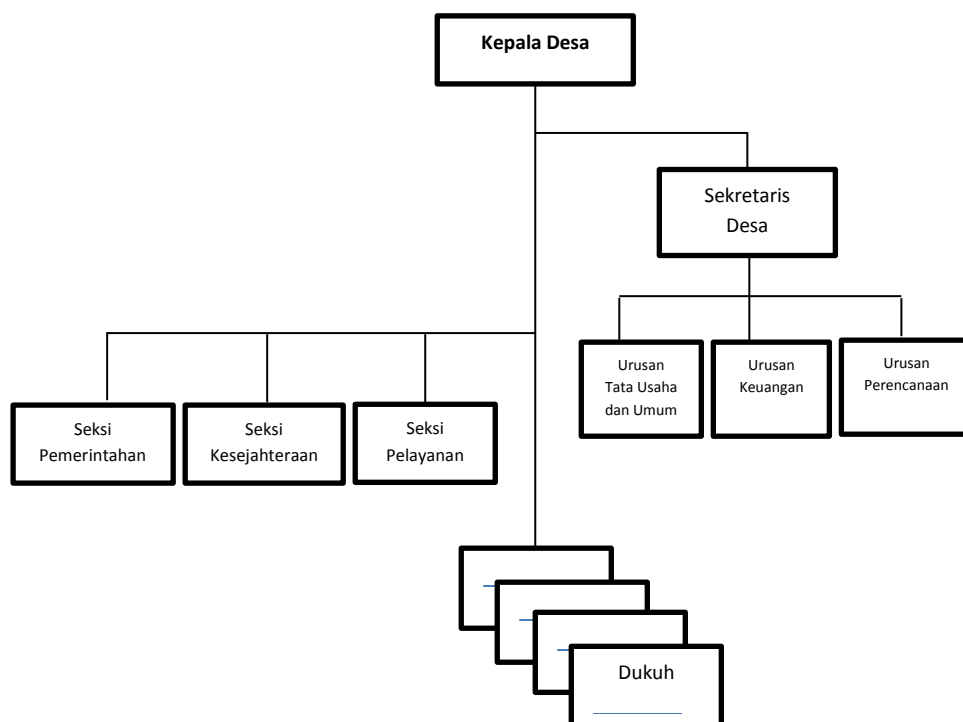 Kepala Desa
Sekretaris
Desa
Urusan
Tata Usaha
dan Umum
Urusan
Keuangan
Urusan
Perencanaan
Seksi
Pemerintahan
Seksi
Kesejahteraan
Seksi
Pelayanan
Dukuh